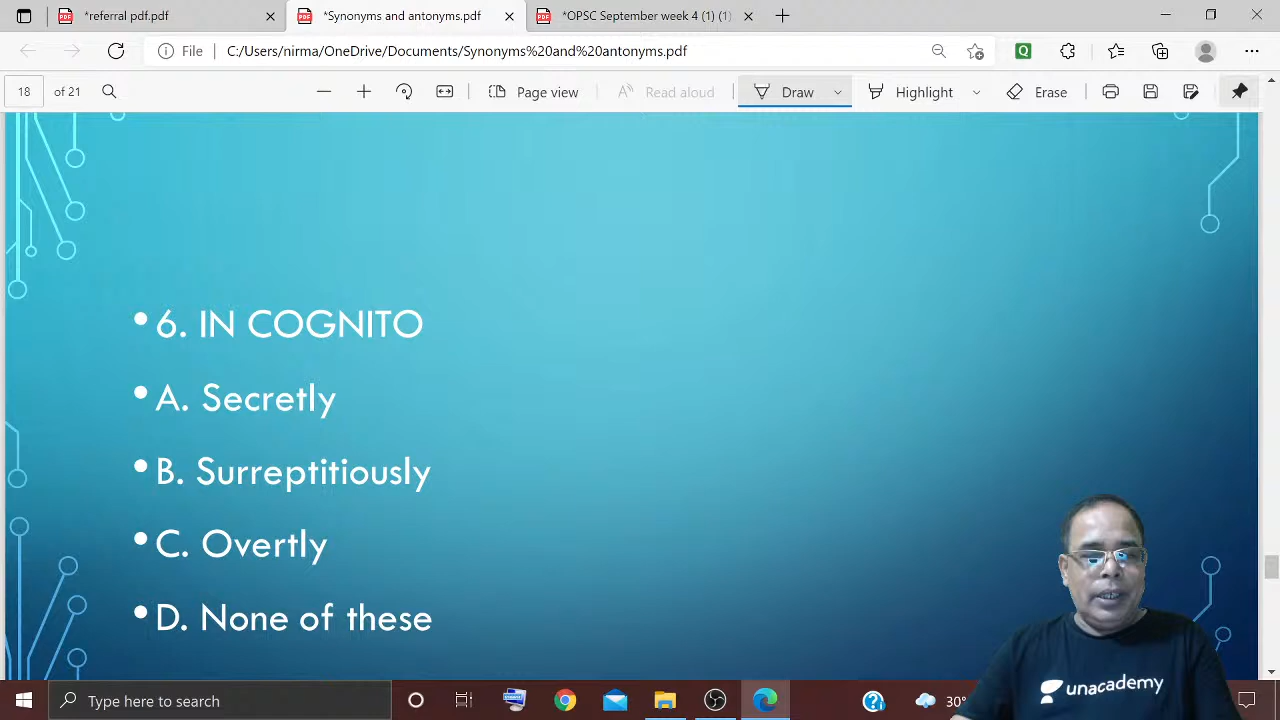 *referral pdf.pdf
*Synonyms and antonyms.pdf
*OPSC September week 4 (1) (1)
File C:/Users/nirma/OneDrive/Documents/Synonyms%20and%20antonyms.pdf
18 of 21
Page view
Read aloud
Draw
Highlight
Erase
• 6. IN COGNITO
• A. Secretly
• B. Surreptitiously
• C. Overtly
• D. None of these
unacademy
Type here to search
30°